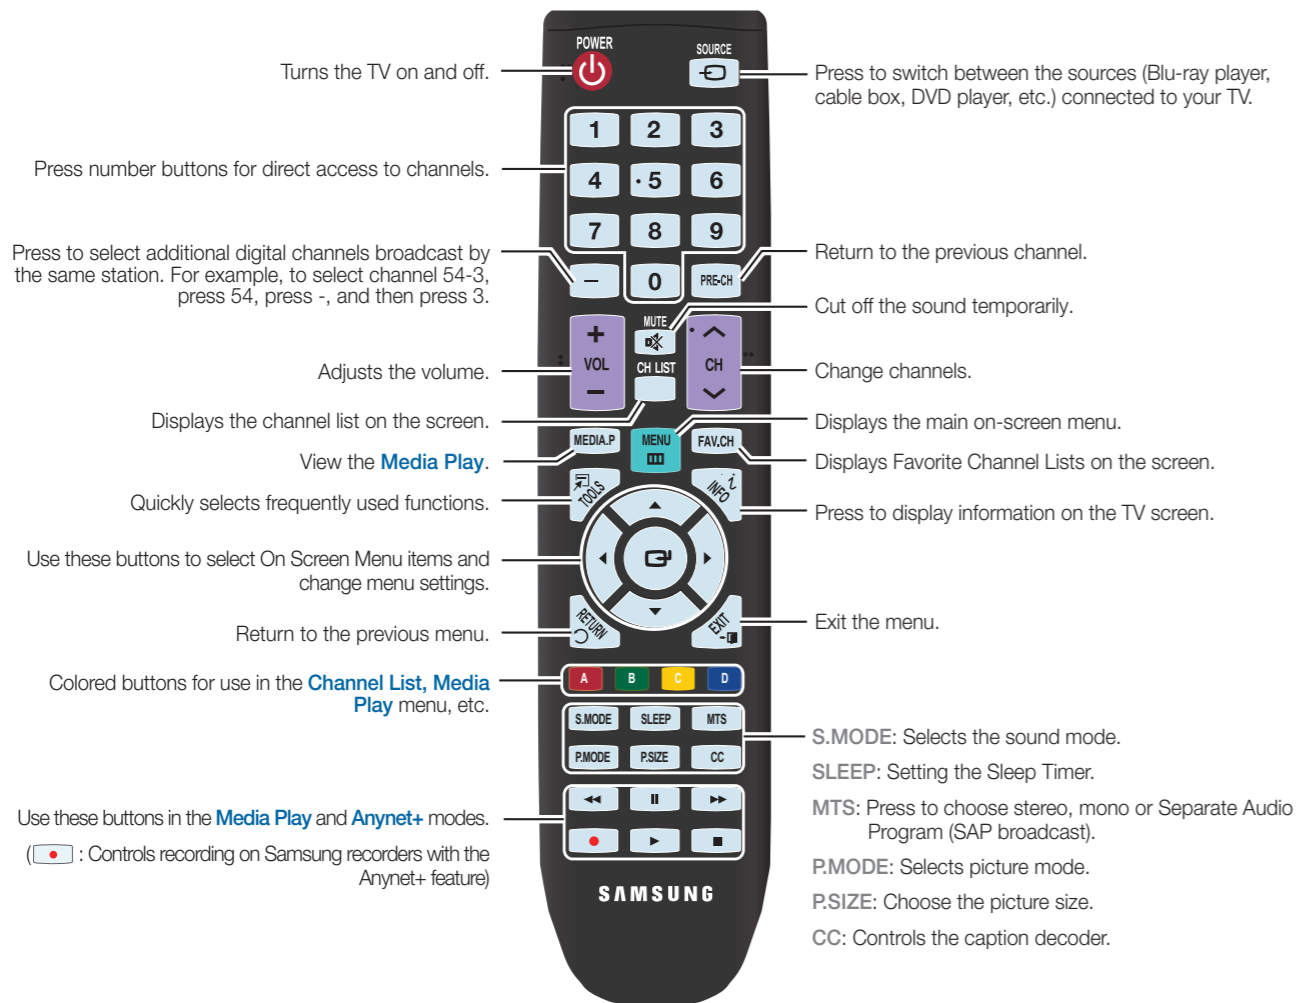 POWER
SOURCE
Turns the TV on and off.
Press to switch between the sources (Blu-ray player,
cable box, DVD player, etc.) connected to your TV.
1 2 3
Press number buttons for direct access to channels.
4 5 6
7 8 9
Press to select additional digital channels broadcast by
the same station. For example, to select channel 54-3,
press 54, press -, and then press 3.
Return to the previous channel.
− 0 PRE-CH
Cut off the sound temporarily.
MUTE
+
VOL
−
CH LIST
CH
Adjusts the volume.
Change channels.
Displays the channel list on the screen.
Displays the main on-screen menu.
MEDIA.P
MENU
FAV.CH
View the Media Play.
Displays Favorite Channel Lists on the screen.
TOOLS
i
INFO
Quickly selects frequently used functions.
Press to display information on the TV screen.
Use these buttons to select On Screen Menu items and
change menu settings.
RETURN
EXIT
Return to the previous menu.
Exit the menu.
Colored buttons for use in the Channel List, Media
Play menu, etc.
A B C D
S.MODE SLEEP MTS
P.MODE P.SIZE CC
S.MODE: Selects the sound mode.
SLEEP: Setting the Sleep Timer.
MTS: Press to choose stereo, mono or Separate Audio
Program (SAP broadcast).
P.MODE: Selects picture mode.
P.SIZE: Choose the picture size.
CC: Controls the caption decoder.
Use these buttons in the Media Play and Anynet+ modes.
( : Controls recording on Samsung recorders with the
Anynet+ feature)
SAMSUNG